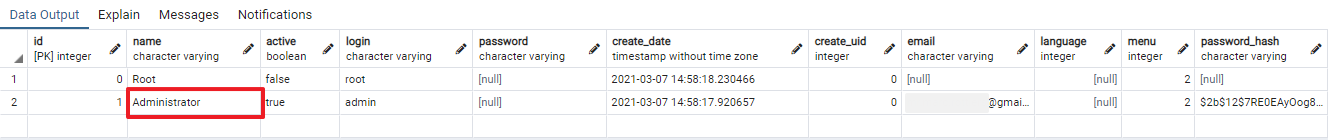 Data Output Explain Messages Notifications
id name active login password create_date create_uid email language menu password_hash
[PK] integer character varying boolean character varying character varying timestamp without time zone integer character varying integer integer character varying
1 0 Root false root [null] 2021-03-07 14:58:18.230466 0 [null] [null] 2 [null]
2 1 Administrator true admin [null] 2021-03-07 14:58:17.920657 0 @gmai... [null] 2 $2b$12$7RE0EAyOog8...